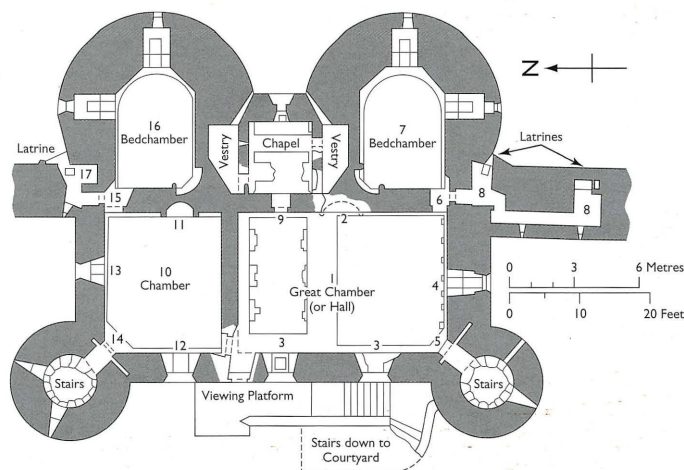 N
16
Bedchamber
7
Bedchamber
Vestry
Chapel
Vestry
Latrine
Latrines
17
15
6
8
8
11
9
2
13
10
Chamber
1
Great Chamber
(or Hall)
4
0 3 6 Metres
0 10 20 Feet
14
12
3
3
5
Stairs
Stairs
Viewing Platform
Stairs down to
Courtyard